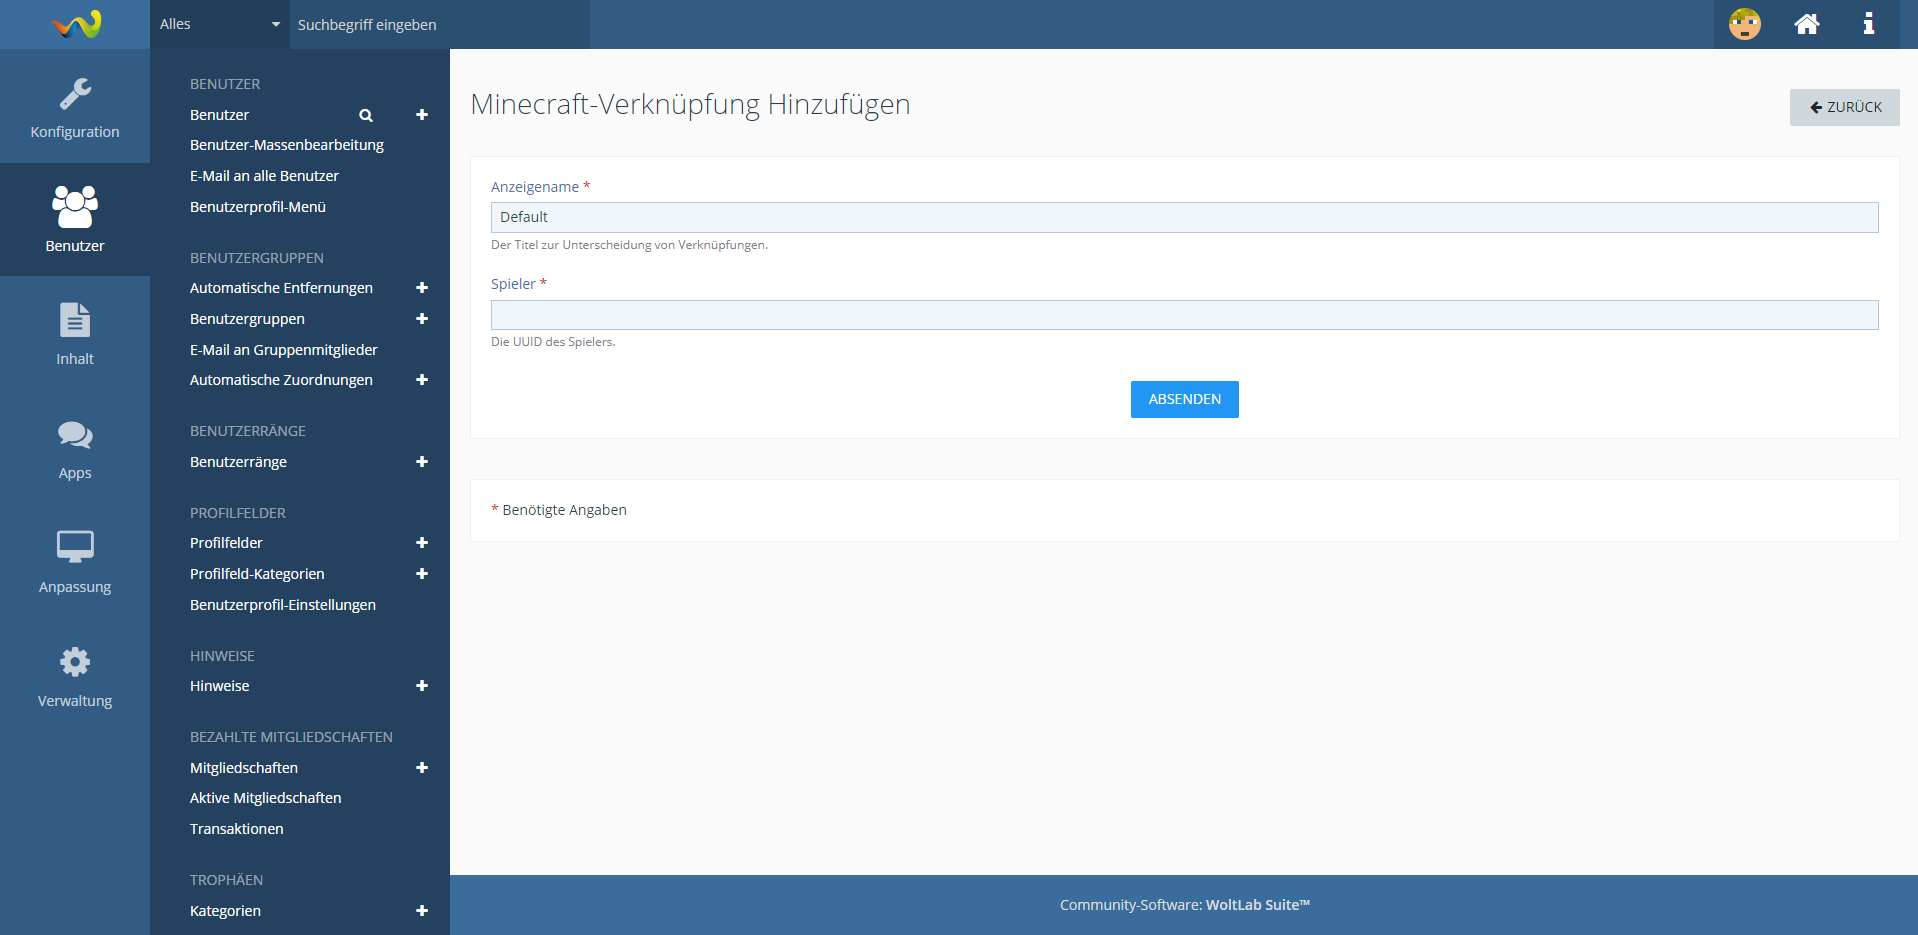 Alles
Suchbegriff eingeben
Konfiguration
Benutzer
Inhalt
Apps
Anpassung
Verwaltung
BENUTZER
Benutzer
Benutzer-Massenbearbeitung
E-Mail an alle Benutzer
Benutzerprofil-Menü
BENUTZERGRUPPEN
Automatische Entfernungen
Benutzergruppen
E-Mail an Gruppenmitglieder
Automatische Zuordnungen
BENUTZERRÄNGE
Benutzerränge
PROFILFELDER
Profilfelder
Profilfeld-Kategorien
Benutzerprofil-Einstellungen
HINWEISE
Hinweise
BEZAHLTE MITGLIEDSCHAFTEN
Mitgliedschaften
Aktive Mitgliedschaften
Transaktionen
TROPHÄEN
Kategorien
Minecraft-Verknüpfung Hinzufügen
ZURÜCK
Anzeigename *
Default
Der Titel zur Unterscheidung von Verknüpfungen.
Spieler *
Die UUID des Spielers.
ABSENDEN
* Benötigte Angaben
Community-Software: WoltLab Suite™